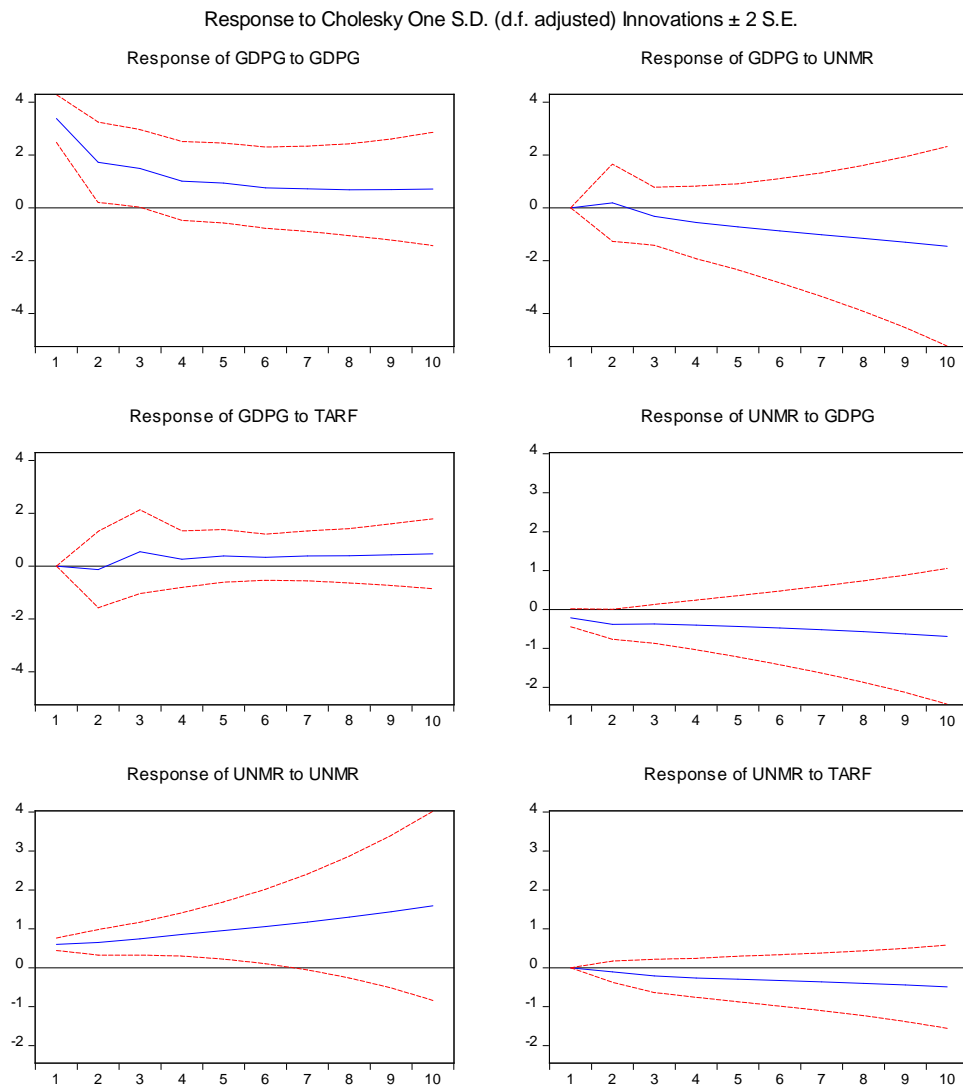 Response to Cholesky One S.D. (d.f. adjusted) Innovations ± 2 S.E.
Response of GDPG to GDPG
4
2
0
-2
-4
1 2 3 4 5 6 7 8 9 10
Response of GDPG to UNMR
4
2
0
-2
-4
1 2 3 4 5 6 7 8 9 10
Response of GDPG to TARF
4
2
0
-2
-4
1 2 3 4 5 6 7 8 9 10
Response of UNMR to GDPG
4
3
2
1
0
-1
-2
1 2 3 4 5 6 7 8 9 10
Response of UNMR to UNMR
4
3
2
1
0
-1
-2
1 2 3 4 5 6 7 8 9 10
Response of UNMR to TARF
4
3
2
1
0
-1
-2
1 2 3 4 5 6 7 8 9 10